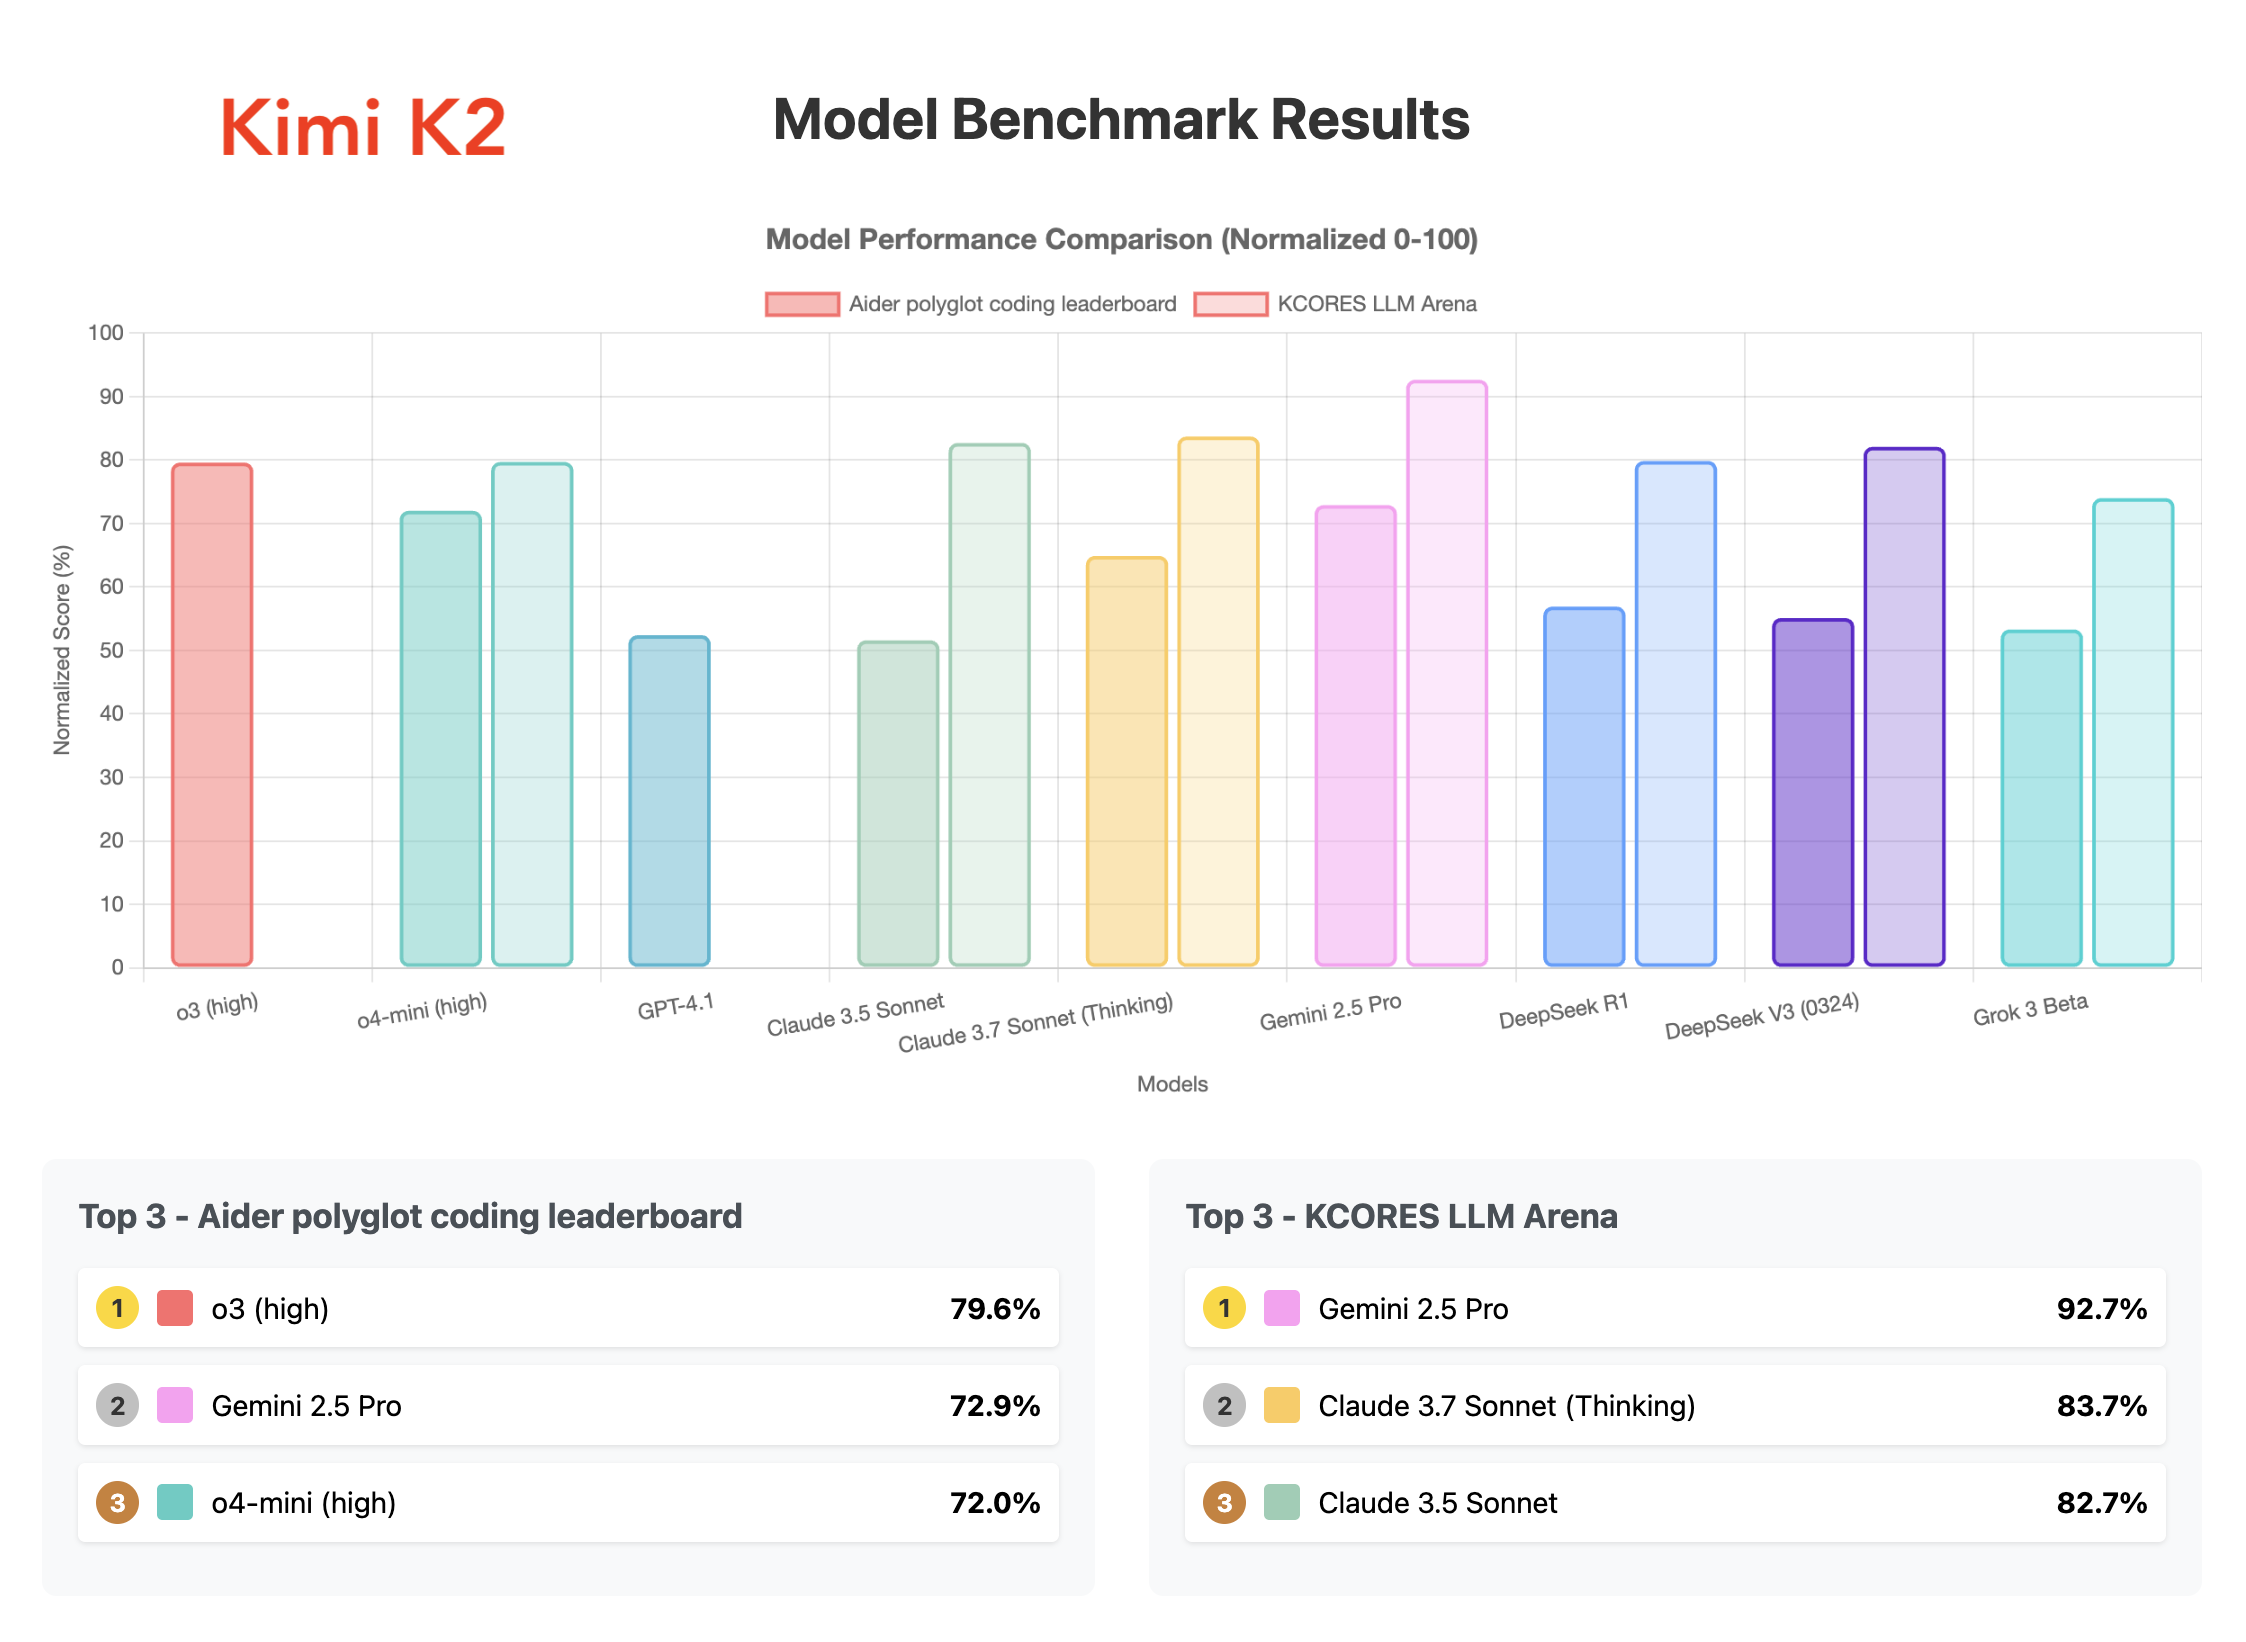 Kimi K2
Model Benchmark Results
Model Performance Comparison (Normalized 0-100)
Aider polyglot coding leaderboard
KCORES LLM Arena
Normalized Score (%)
100
90
80
70
60
50
40
30
20
10
0
o3 (high)
o4-mini (high)
GPT-4.1
Claude 3.5 Sonnet
Claude 3.7 Sonnet (Thinking)
Gemini 2.5 Pro
DeepSeek R1
DeepSeek V3 (0324)
Grok 3 Beta
Models
Top 3 - Aider polyglot coding leaderboard
1 o3 (high) 79.6%
2 Gemini 2.5 Pro 72.9%
3 o4-mini (high) 72.0%
Top 3 - KCORES LLM Arena
1 Gemini 2.5 Pro 92.7%
2 Claude 3.7 Sonnet (Thinking) 83.7%
3 Claude 3.5 Sonnet 82.7%